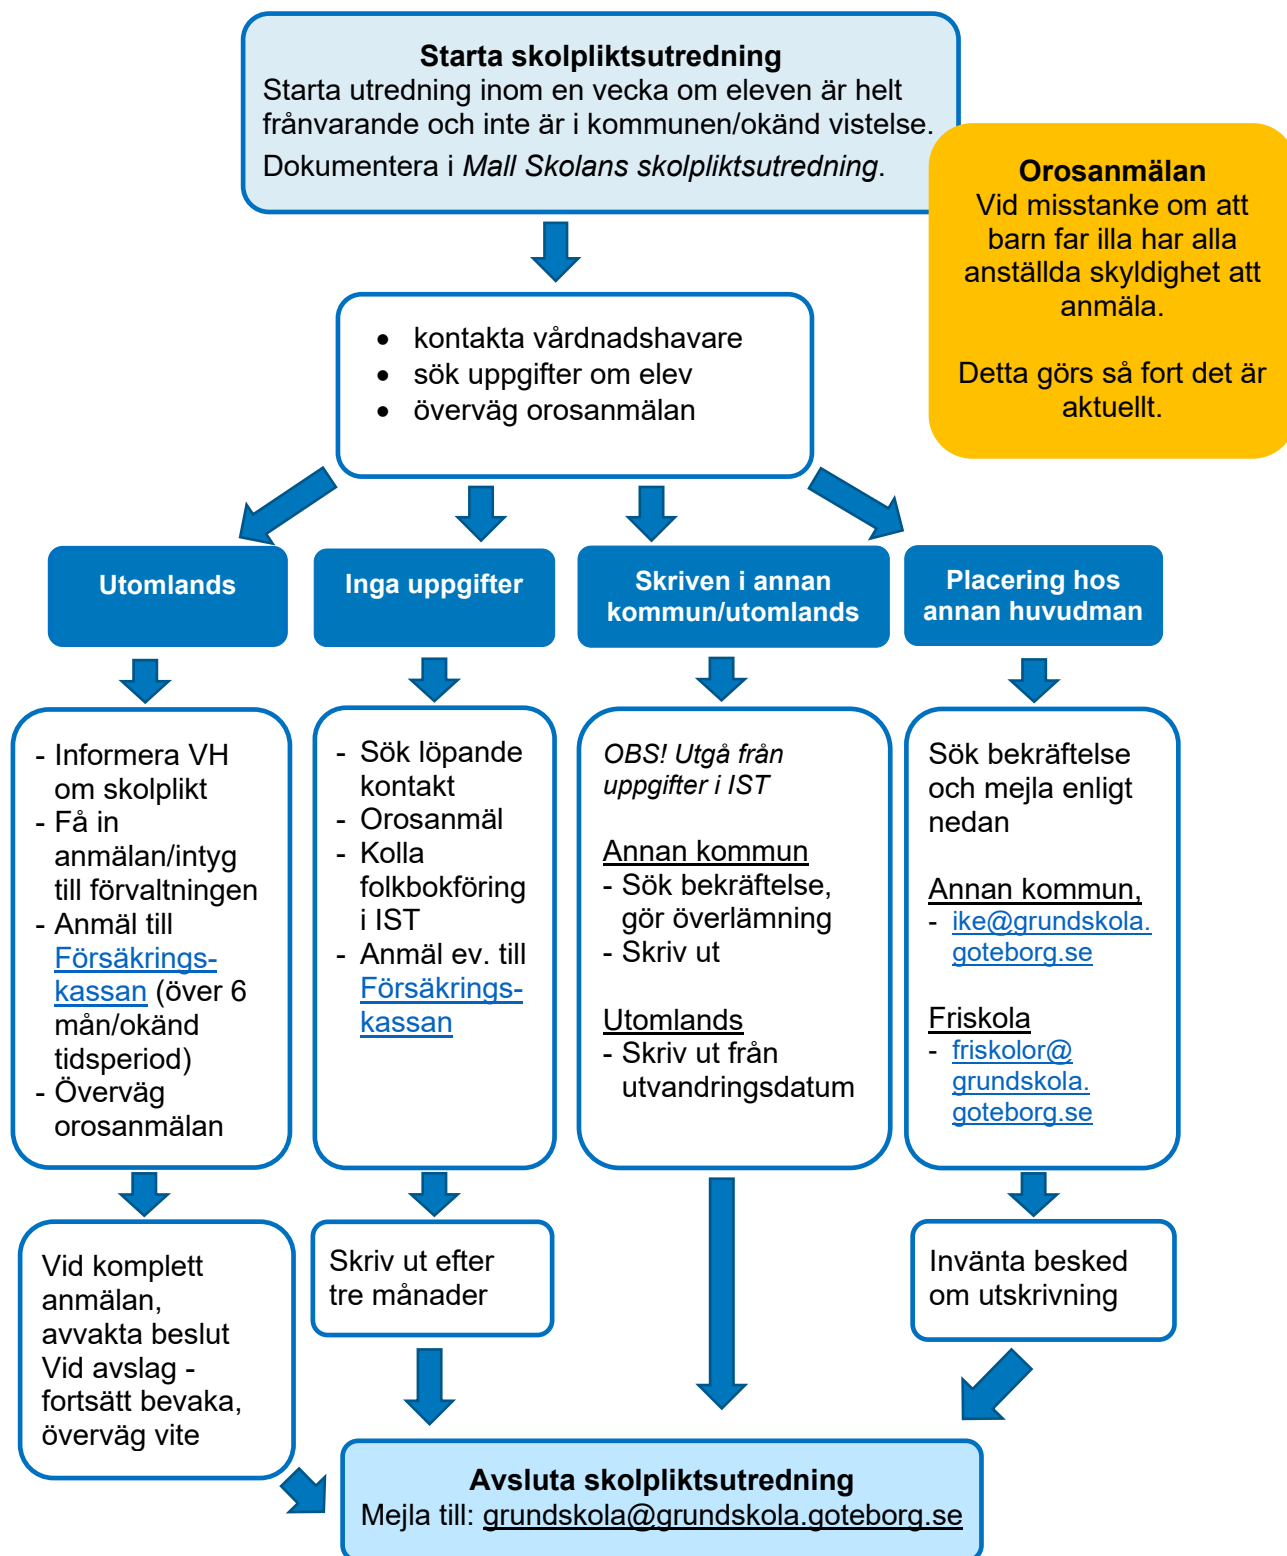 Starta skolpliktsutredning
Starta utredning inom en vecka om eleven är helt
frånvarande och inte är i kommunen/okänd vistelse.
Dokumentera i Mall Skolans skolpliktsutredning.
Orosanmälan
Vid misstanke om att
barn far illa har alla
anställda skyldighet att
anmäla.
Detta görs så fort det är
aktuellt.
• kontakta vårdnadshavare
• sök uppgifter om elev
• överväg orosanmälan
Utomlands
Inga uppgifter
Skriven i annan
kommun/utomlands
Placering hos
annan huvudman
- Informera VH
om skolplikt
- Få in
anmälan/intyg
till förvaltningen
- Anmäl till
Försäkrings-
kassan (över 6
mån/okänd
tidsperiod)
- Överväg
orosanmälan
- Sök löpande
kontakt
- Orosanmäl
- Kolla
folkbokföring
i IST
- Anmäl ev. till
Försäkrings-
kassan
OBS! Utgå från
uppgifter i IST
Annan kommun
- Sök bekräftelse,
gör överlämning
- Skriv ut
Utomlands
- Skriv ut från
utvandringsdatum
Sök bekräftelse
och mejla enligt
nedan
Annan kommun,
- ike@grundskola.
goteborg.se
Friskola
- friskolor@
grundskola.
goteborg.se
Vid komplett
anmälan,
avvakta beslut
Vid avslag -
fortsätt bevaka,
överväg vite
Skriv ut efter
tre månader
Invänta besked
om utskrivning
Avsluta skolpliktsutredning
Mejla till: grundskola@grundskola.goteborg.se